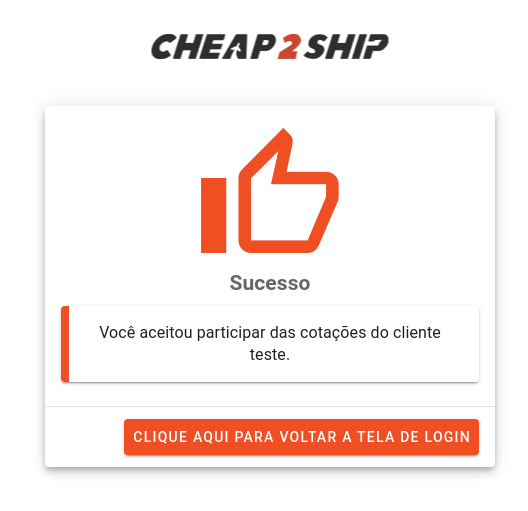 CHEAP2SHIP
Sucesso
Você aceitou participar das cotações do cliente
teste.
CLIQUE AQUI PARA VOLTAR A TELA DE LOGIN